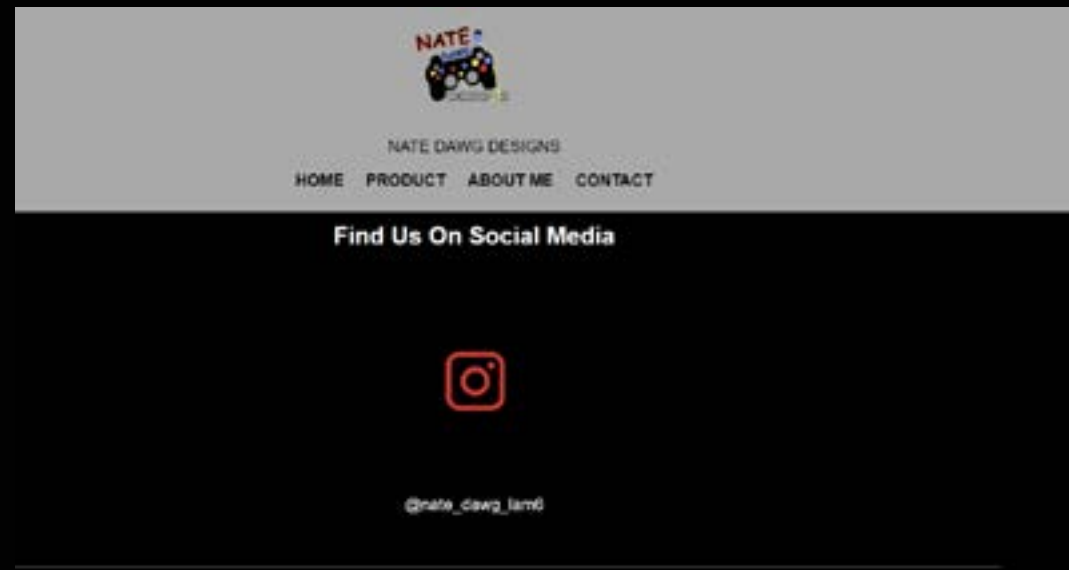 NATE
NATE DAWG DESIGNS
HOME PRODUCT ABOUT ME CONTACT
Find Us On Social Media
@nate_dawg_lam6